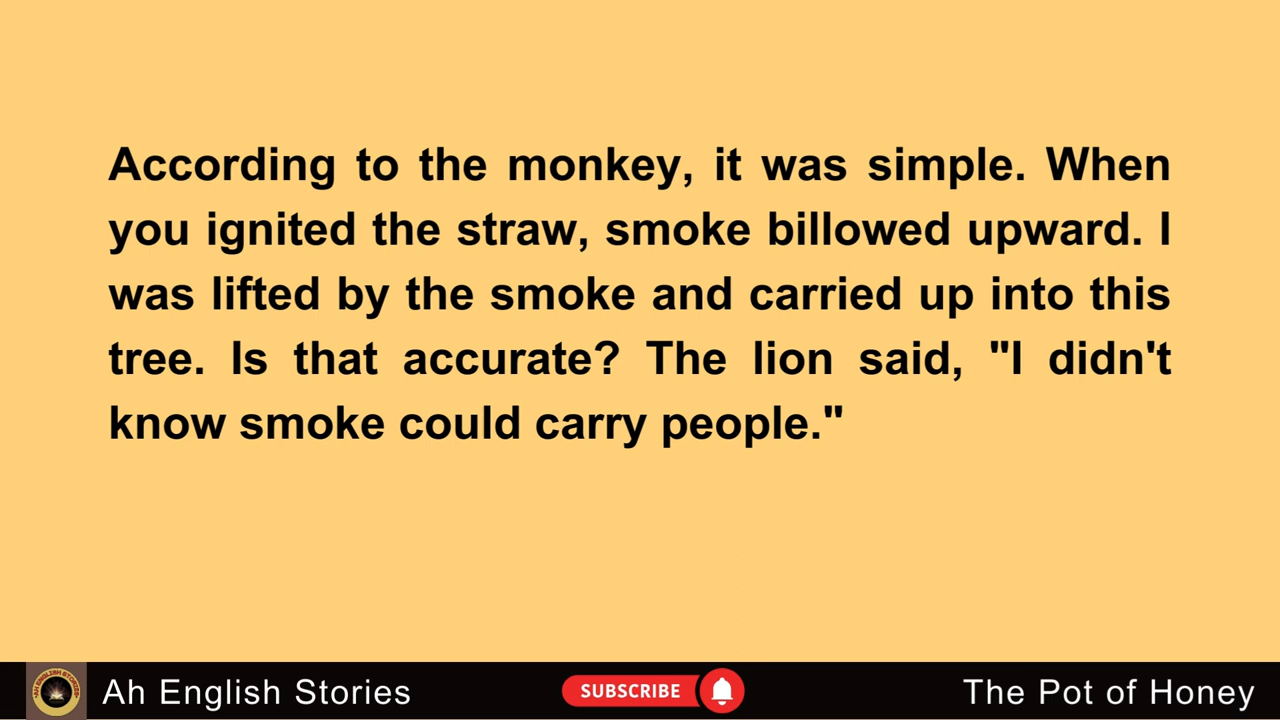 According to the monkey, it was simple. When
you ignited the straw, smoke billowed upward. I
was lifted by the smoke and carried up into this
tree. Is that accurate? The lion said, "I didn't
know smoke could carry people."
Ah English Stories
SUBSCRIBE
The Pot of Honey